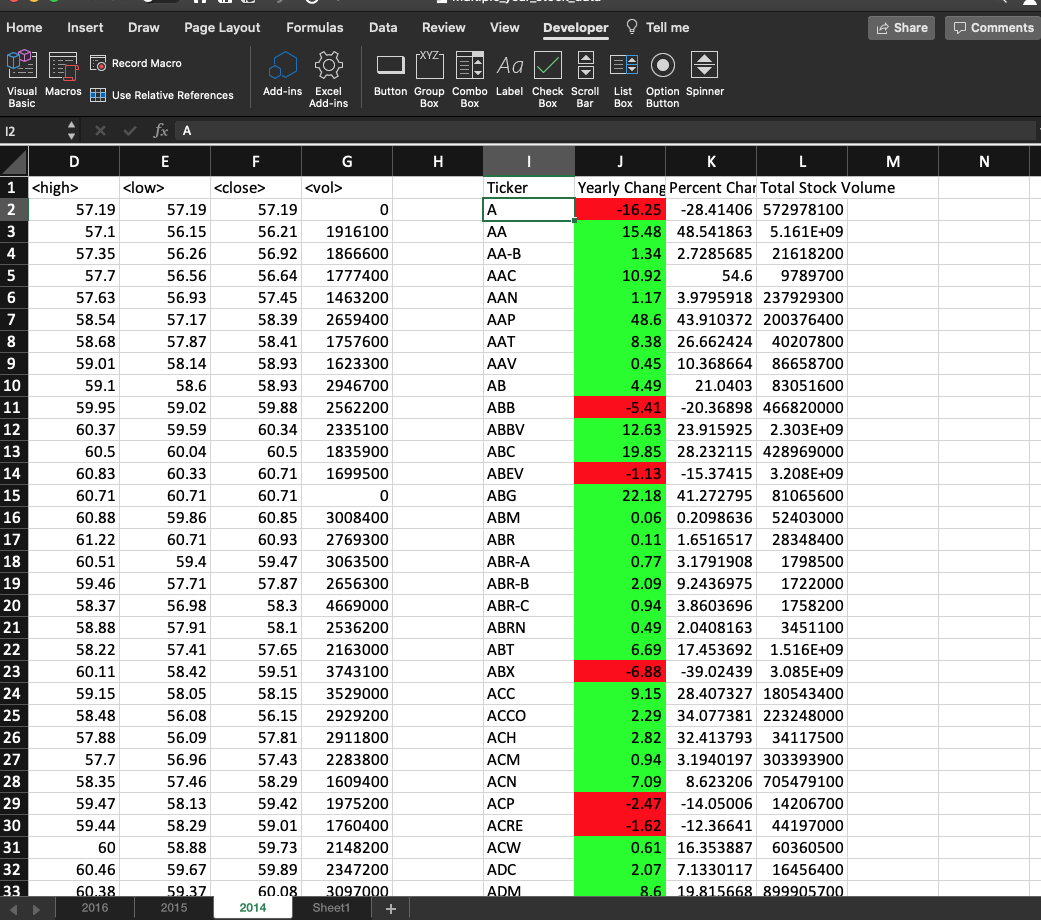 Home Insert Draw Page Layout Formulas Data Review View Developer Tell me Share Comments
Visual Basic Macros Record Macro Use Relative References Add-ins Excel Add-ins Button Group Box Combo Box Label Check Box Scroll Bar List Box Option Button Spinner
XYZ Aa
I2 fx A
D E F G H I J K L M N
1 <high> <low> <close> <vol> Ticker Yearly Chang Percent Char Total Stock Volume
2 57.19 57.19 57.19 0 A -16.25 -28.41406 572978100
3 57.1 56.15 56.21 1916100 AA 15.48 48.541863 5.161E+09
4 57.35 56.26 56.92 1866600 AA-B 1.34 2.7285685 21618200
5 57.7 56.56 56.64 1777400 AAC 10.92 54.6 9789700
6 57.63 56.93 57.45 1463200 AAN 1.17 3.9795918 237929300
7 58.54 57.17 58.39 2659400 AAP 48.6 43.910372 200376400
8 58.68 57.87 58.41 1757600 AAT 8.38 26.662424 40207800
9 59.01 58.14 58.93 1623300 AAV 0.45 10.368664 86658700
10 59.1 58.6 58.93 2946700 AB 4.49 21.0403 83051600
11 59.95 59.02 59.88 2562200 ABB -5.41 -20.36898 466820000
12 60.37 59.59 60.34 2335100 ABBV 12.63 23.915925 2.303E+09
13 60.5 60.04 60.5 1835900 ABC 19.85 28.232115 428969000
14 60.83 60.33 60.71 1699500 ABEV -1.13 -15.37415 3.208E+09
15 60.71 60.71 60.71 0 ABG 22.18 41.272795 81065600
16 60.88 59.86 60.85 3008400 ABM 0.06 0.2098636 52403000
17 61.22 60.71 60.93 2769300 ABR 0.11 1.6516517 28348400
18 60.51 59.4 59.47 3063500 ABR-A 0.77 3.1791908 1798500
19 59.46 57.71 57.87 2656300 ABR-B 2.09 9.2436975 1722000
20 58.37 56.98 58.3 4669000 ABR-C 0.94 3.8603696 1758200
21 58.88 57.91 58.1 2536200 ABRN 0.49 2.0408163 3451100
22 58.22 57.41 57.65 2163000 ABT 6.69 17.453692 1.516E+09
23 60.11 58.42 59.51 3743100 ABX -6.88 -39.02439 3.085E+09
24 59.15 58.05 58.15 3529000 ACC 9.15 28.407327 180543400
25 58.48 56.08 56.15 2929200 ACCO 2.29 34.077381 223248000
26 57.88 56.09 57.81 2911800 ACH 2.82 32.413793 34117500
27 57.7 56.96 57.43 2283800 ACM 0.94 3.1940197 303393900
28 58.35 57.46 58.29 1609400 ACN 7.09 8.623206 705479100
29 59.47 58.13 59.42 1975200 ACP -2.47 -14.05006 14206700
30 59.44 58.29 59.01 1760400 ACRE -1.62 -12.36641 44197000
31 60 58.88 59.73 2148200 ACW 0.61 16.353887 60360500
32 60.46 59.67 59.89 2347200 ADC 2.07 7.1330117 16456400
33 60.38 59.37 60.08 3097000 ADM 8.6 19.815668 899905700
2016 2015 2014 Sheet1 +